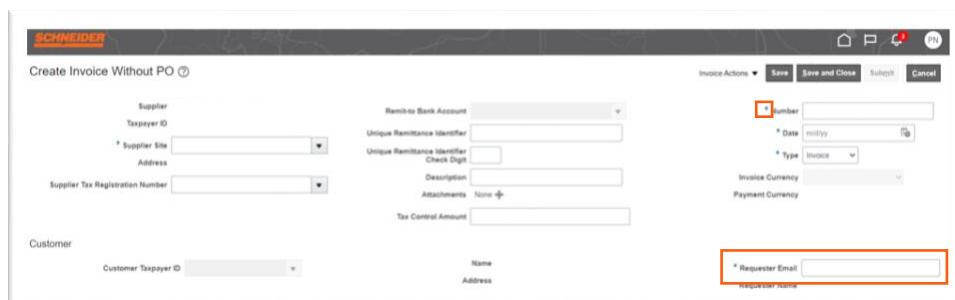 SCHNEIDER
3
PN
Create Invoice Without PO ?
Invoice Actions Save Save and Close Submit Cancel
Supplier
Taxpayer ID
* Supplier Site
Address
Supplier Tax Registration Number
Remit-to Bank Account
Unique Remittance Identifier
Unique Remittance Identifier
Check Digit
Description
Attachments None
Tax Control Amount
* Number
* Date m/d/yy
* Type Invoice
Invoice Currency
Payment Currency
Customer
Customer Taxpayer ID
Name
Address
* Requester Email
Requester Name